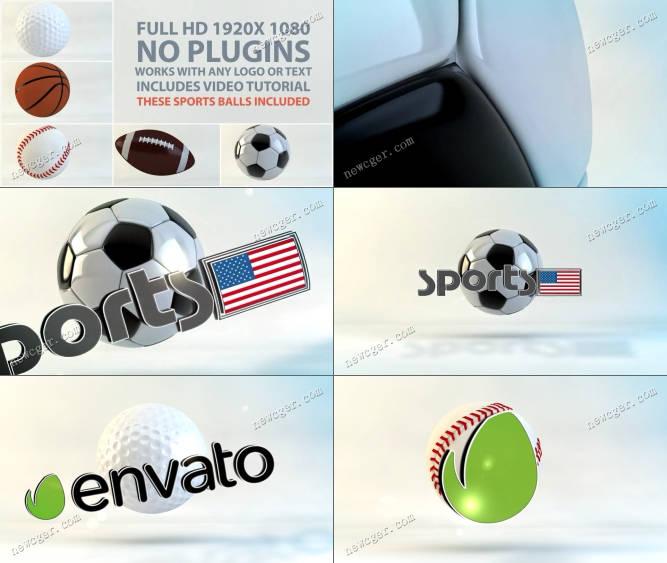 FULL HD 1920X 1080
NO PLUGINS
WORKS WITH ANY LOGO OR TEXT
INCLUDES VIDEO TUTORIAL
THESE SPORTS BALLS INCLUDED
newcger.com
newcger.com
newcger.com
newcger.com
ports
newcger.com
newcger.com
sports
newcger.com
newcger.com
newcger.com
envato
newcger.com
newcger.com
newcger.com